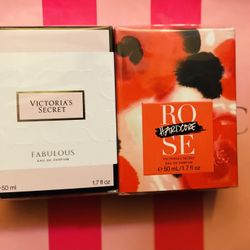 VICTORIA'S
SECRET
FABULOUS
EAU DE PARFUM
50 ml
1.7 fl oz
RO
HARDCORE
SE
VICTORIA'S SECRET
EAU DE PARFUM
50 mL/1.7 fl oz